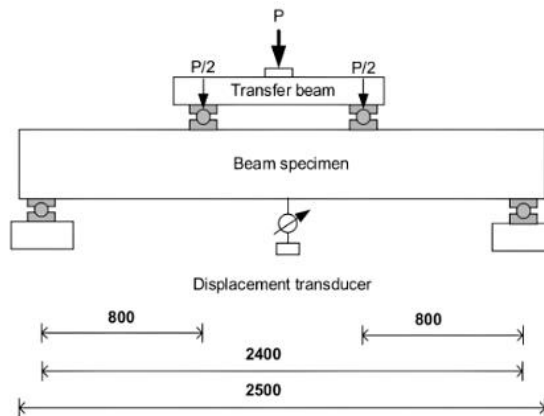 P
P/2 P/2
Transfer beam
Beam specimen
Displacement transducer
800 800
2400
2500